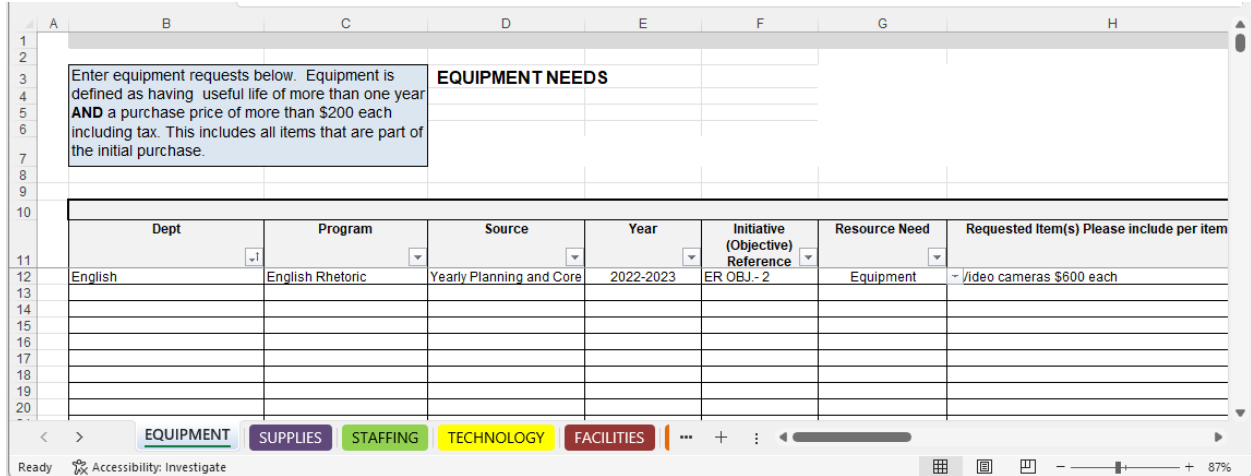 A B C D E F G H
1
2
3 Enter equipment requests below. Equipment is EQUIPMENT NEEDS
4 defined as having useful life of more than one year
5 AND a purchase price of more than $200 each
6 including tax. This includes all items that are part of
7 the initial purchase.
8
9
10
Dept Program Source Year Initiative Resource Need Requested Item(s) Please include per item
(Objective)
11 Reference
12 English English Rhetoric Yearly Planning and Core 2022-2023 ER OBJ.- 2 Equipment Video cameras $600 each
13
14
15
16
17
18
19
20
EQUIPMENT SUPPLIES STAFFING TECHNOLOGY FACILITIES
Ready Accessibility: Investigate 87%